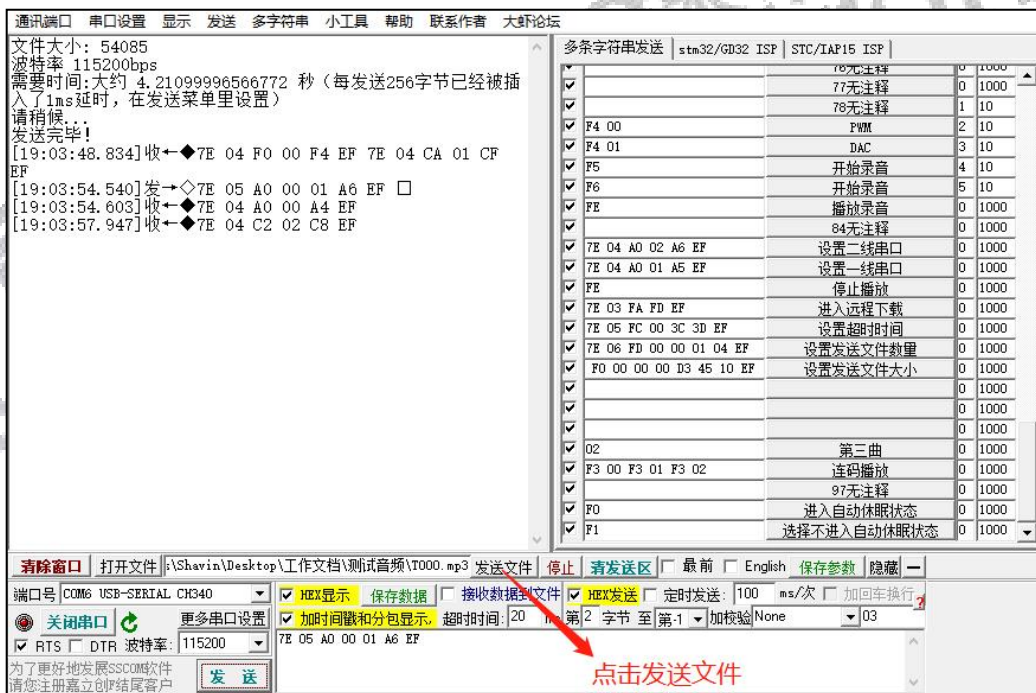 通讯端口 串口设置 显示 发送 多字符串 小工具 帮助 联系作者 大虾论坛
文件大小: 54085
波特率 115200bps
需要时间:大约 4.21099996566772 秒（每发送256字节已经被插
入了1ms延时，在发送菜单里设置）
请稍候...
发送完毕!
[19:03:48.834]收←◆7E 04 F0 00 F4 EF 7E 04 CA 01 CF
EF
[19:03:54.540]发→◇7E 05 A0 00 01 A6 EF □
[19:03:54.603]收←◆7E 04 A0 00 A4 EF
[19:03:57.947]收←◆7E 04 C2 02 C8 EF
多条字符串发送 stm32/GD32 ISP STC/IAP15 ISP
76无注释 0 1000
77无注释 0 1000
78无注释 1 10
F4 00 PWM 2 10
F4 01 DAC 3 10
F5 开始录音 4 10
F6 开始录音 5 10
FE 播放录音 0 1000
84无注释 0 1000
7E 04 A0 02 A6 EF 设置二线串口 0 1000
7E 04 A0 01 A5 EF 设置一线串口 0 1000
FE 停止播放 0 1000
7E 03 FA FD EF 进入远程下载 0 1000
7E 05 FC 00 3C 3D EF 设置超时时间 0 1000
7E 06 FD 00 00 01 04 EF 设置发送文件数量 0 1000
F0 00 00 00 D3 45 10 EF 设置发送文件大小 0 1000
0 1000
0 1000
0 1000
02 第三曲 0 1000
F3 00 F3 01 F3 02 连码播放 0 1000
97无注释 0 1000
F0 进入自动休眠状态 0 1000
F1 选择不进入自动休眠状态 0 1000
清除窗口 打开文件 :\Shavin\Desktop\工作文档\测试音频\T000.mp3 发送文件 停止 清发送区 最前 English 保存参数 隐藏 —
端口号 COM6 USB-SERIAL CH340 HEX显示 保存数据 接收数据到文件 HEX发送 定时发送: 100 ms/次 加回车换行 ?
关闭串口 更多串口设置 加时间戳和分包显示, 超时时间: 20 第 2 字节 至 第-1 加校验 None 03
RTS DTR 波特率: 115200 7E 05 A0 00 01 A6 EF
为了更好地发展SSCOM软件
请您注册嘉立创F结尾客户 发 送
点击发送文件